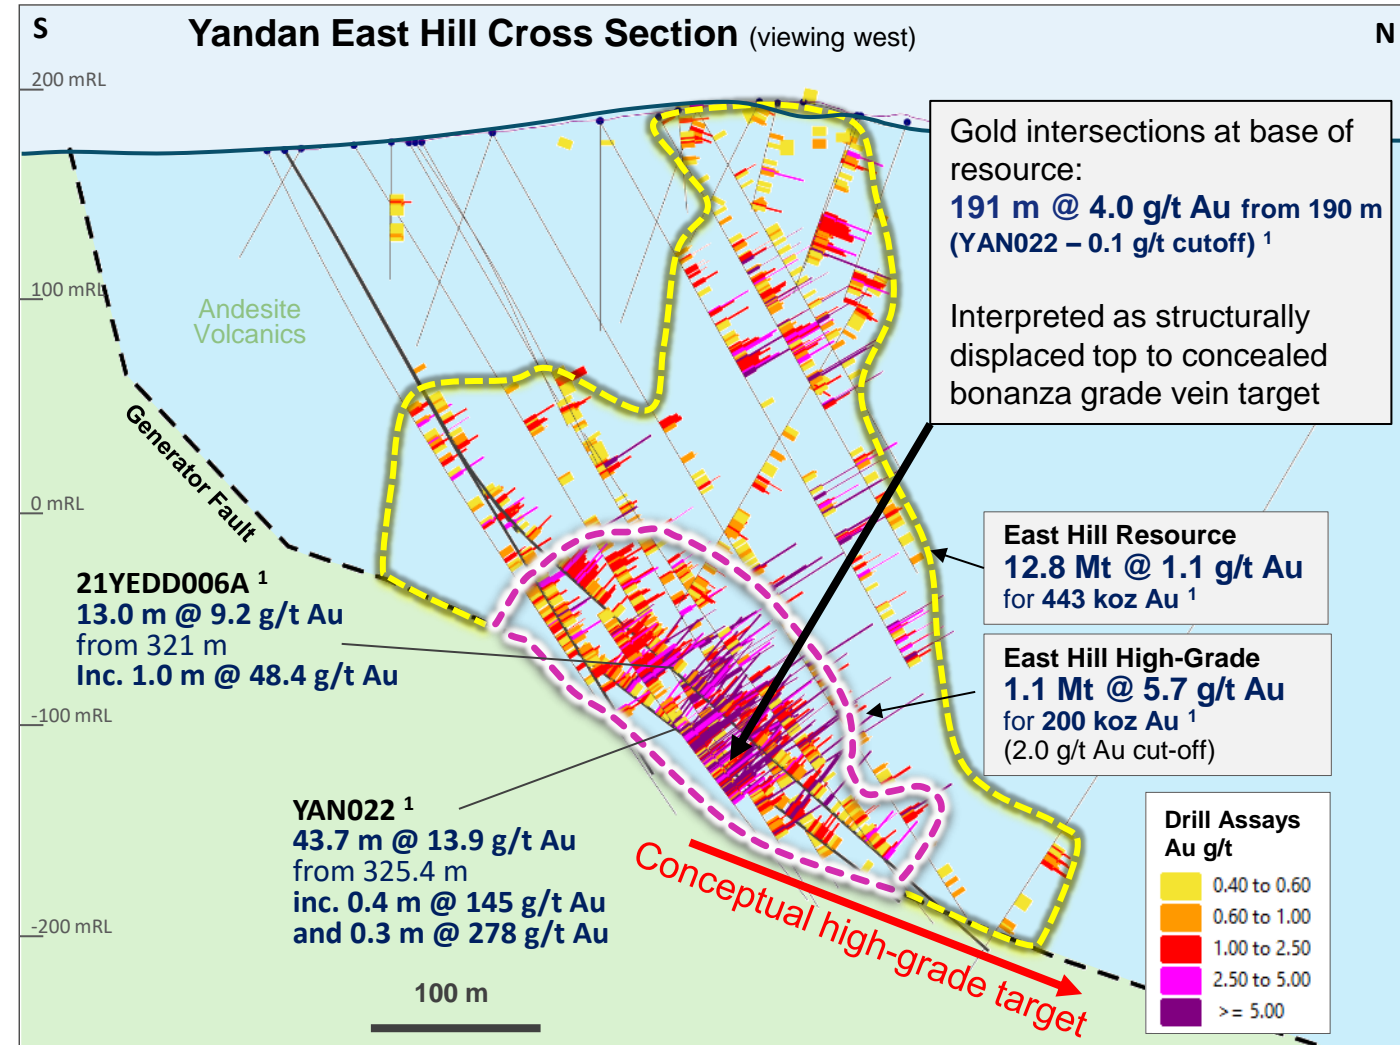 S
Yandan East Hill Cross Section (viewing west)
N
200 mRL
Gold intersections at base of
resource:
191 m @ 4.0 g/t Au from 190 m
(YAN022 – 0.1 g/t cutoff) 1
Interpreted as structurally
displaced top to concealed
bonanza grade vein target
100 mRL
Andesite
Volcanics
Generator Fault
0 mRL
East Hill Resource
12.8 Mt @ 1.1 g/t Au
for 443 koz Au 1
21YEDD006A 1
13.0 m @ 9.2 g/t Au
from 321 m
Inc. 1.0 m @ 48.4 g/t Au
East Hill High-Grade
1.1 Mt @ 5.7 g/t Au
for 200 koz Au 1
(2.0 g/t Au cut-off)
-100 mRL
YAN022 1
43.7 m @ 13.9 g/t Au
from 325.4 m
inc. 0.4 m @ 145 g/t Au
and 0.3 m @ 278 g/t Au
Conceptual high-grade target
-200 mRL
100 m
Drill Assays
Au g/t
0.40 to 0.60
0.60 to 1.00
1.00 to 2.50
2.50 to 5.00
>= 5.00